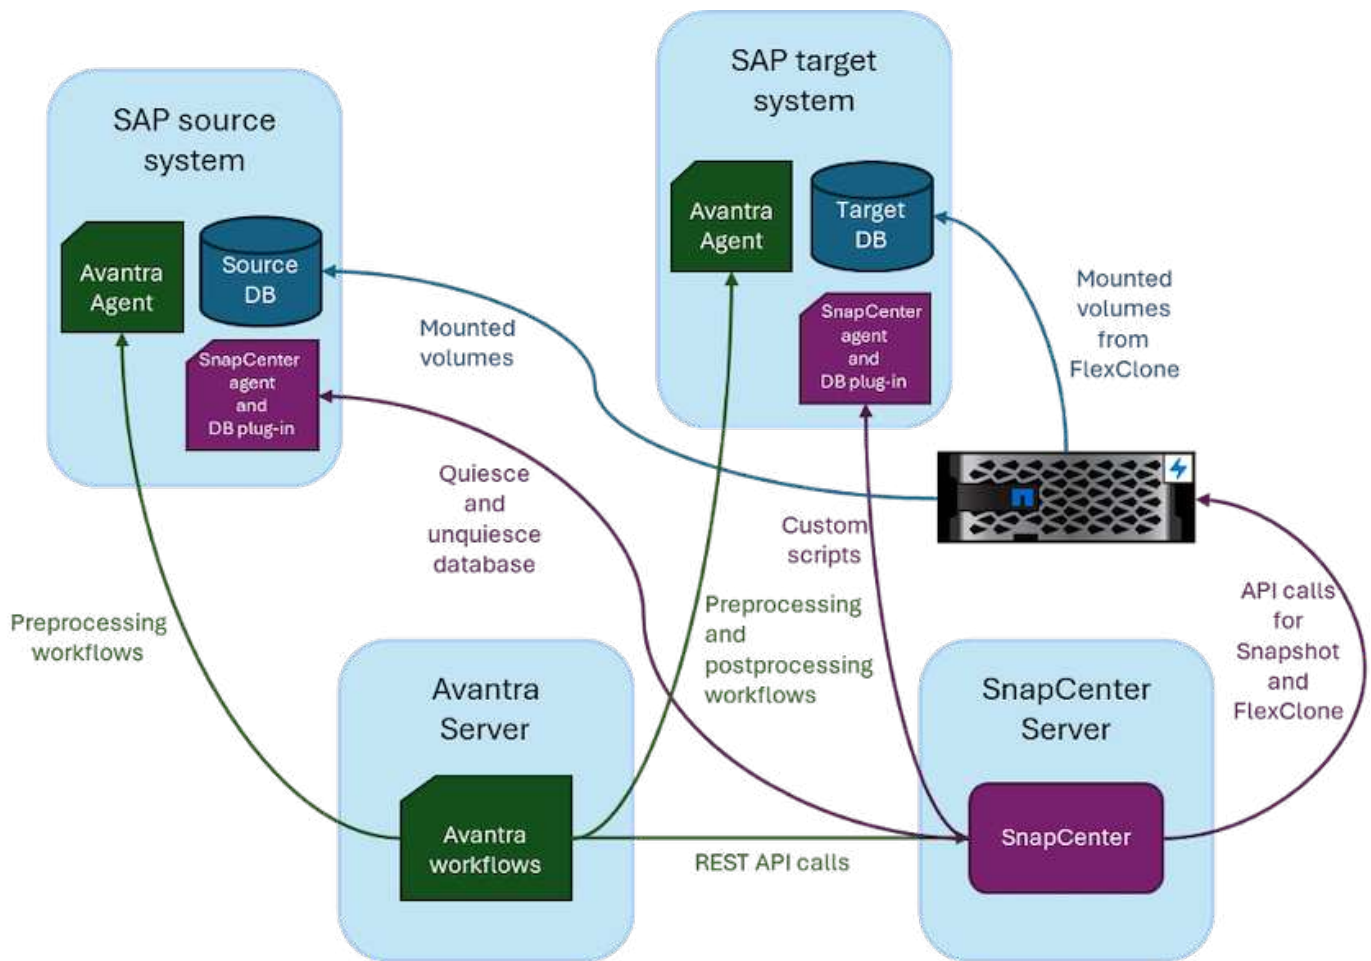 SAP target
system
SAP source
system
Avantra
Agent
Target
DB
Avantra
Agent
Source
DB
SnapCenter
agent
and
DB plug-in
Mounted
volumes
from
FlexClone
Mounted
volumes
SnapCenter
agent
and
DB plug-in
Quiesce
and
unquiesce
database
Custom
scripts
Preprocessing
workflows
Preprocessing
and
postprocessing
workflows
API calls
for
Snapshot
and
FlexClone
Avantra
Server
SnapCenter
Server
Avantra
workflows
REST API calls
SnapCenter